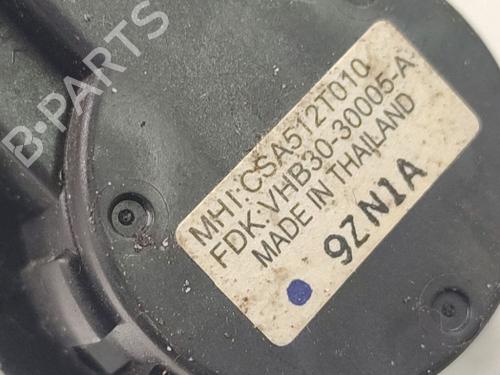 B-PARTS
MHI:CSA512T010
FDK:VHB30-30005-A
MADE IN THAILAND
9ZN1A